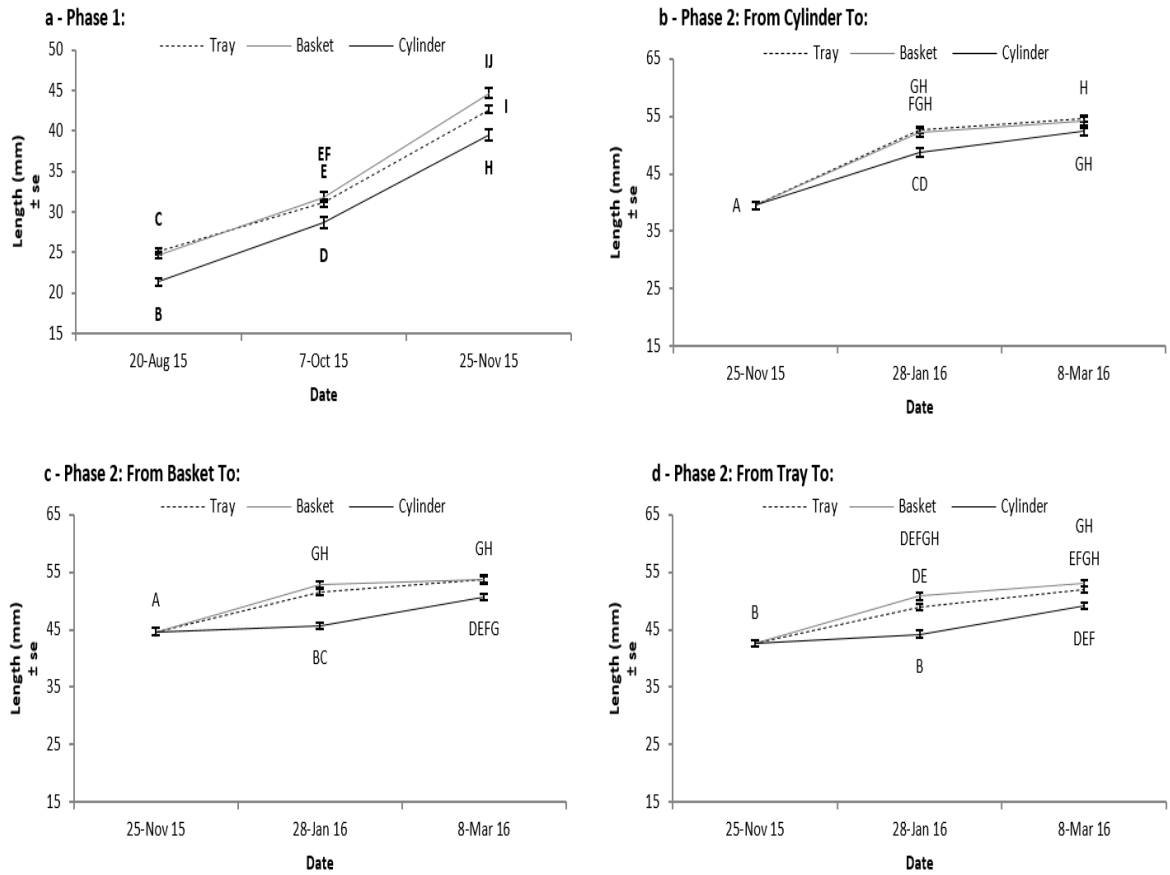 a - Phase 1:
Tray Basket Cylinder
50
45
40
35
30
25
20
15
Length (mm)
± se
C
B
EF
E
D
IJ
I
H
20-Aug 15 7-Oct 15 25-Nov 15
Date
b - Phase 2: From Cylinder To:
Tray Basket Cylinder
65
55
45
35
25
15
Length (mm)
± se
A
GH
FGH
CD
H
GH
25-Nov 15 28-Jan 16 8-Mar 16
Date
c - Phase 2: From Basket To:
Tray Basket Cylinder
65
55
45
35
25
15
Length (mm)
± se
A
GH
BC
GH
DEFG
25-Nov 15 28-Jan 16 8-Mar 16
Date
d - Phase 2: From Tray To:
Tray Basket Cylinder
65
55
45
35
25
15
Length (mm)
± se
B
DEFGH
DE
B
GH
EFGH
DEF
25-Nov 15 28-Jan 16 8-Mar 16
Date